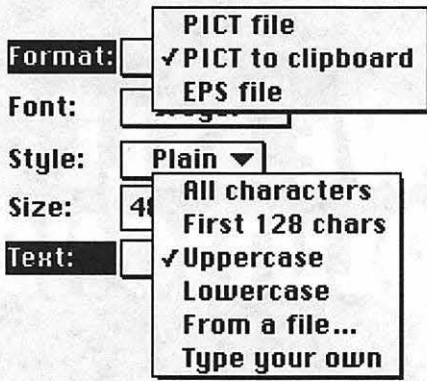 PICT file
Format: ✓PICT to clipboard
EPS file
Font:
Style: Plain ▼
All characters
Size: 48
First 128 chars
✓Uppercase
Text:
Lowercase
From a file...
Type your own